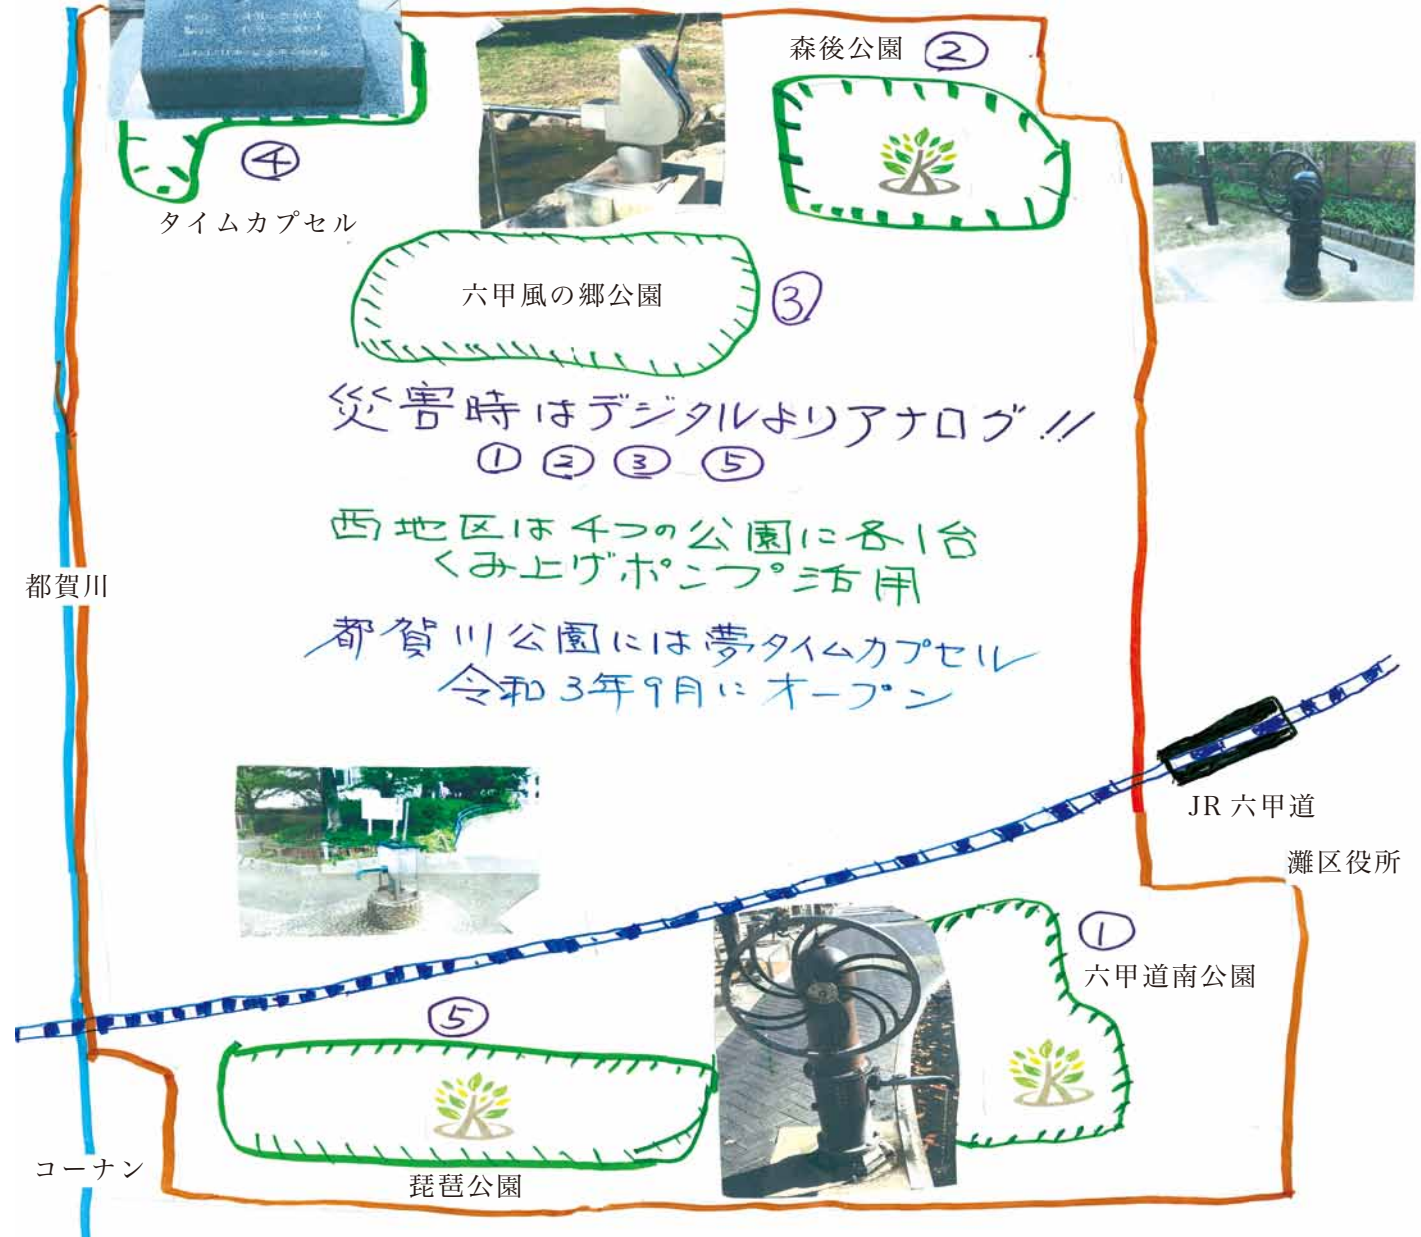 森後公園 ②
④
タイムカプセル
六甲風の郷公園
③
災害時はデジタルよりアナログ!!
① ② ③ ⑤
西地区は4つの公園に各1台
くみ上げポンプ活用
都賀川
都賀川公園には夢タイムカプセル
令和3年9月にオープン
JR 六甲道
灘区役所
①
六甲道南公園
⑤
コーナン
琵琶公園